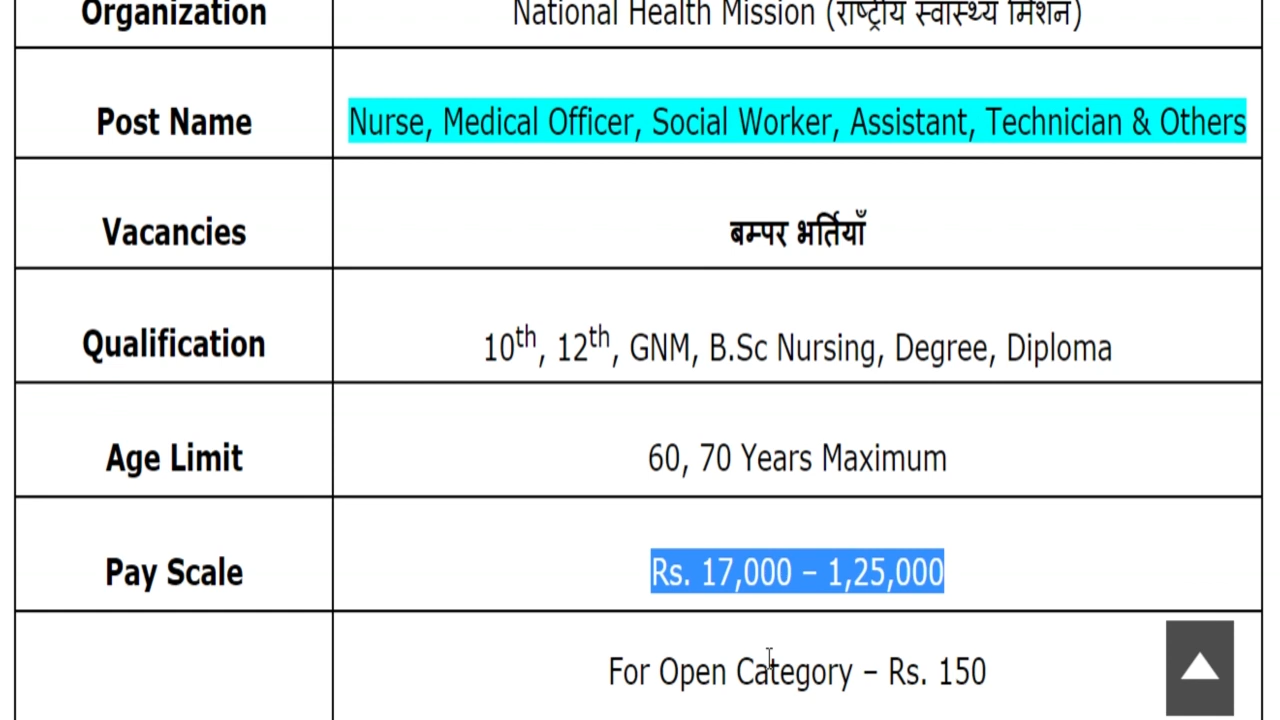 Organization
National Health Mission (राष्ट्रीय स्वास्थ्य मिशन)
Post Name
Nurse, Medical Officer, Social Worker, Assistant, Technician & Others
Vacancies
बम्पर भर्तियाँ
Qualification
10th, 12th, GNM, B.Sc Nursing, Degree, Diploma
Age Limit
60, 70 Years Maximum
Pay Scale
Rs. 17,000 – 1,25,000
For Open Category – Rs. 150